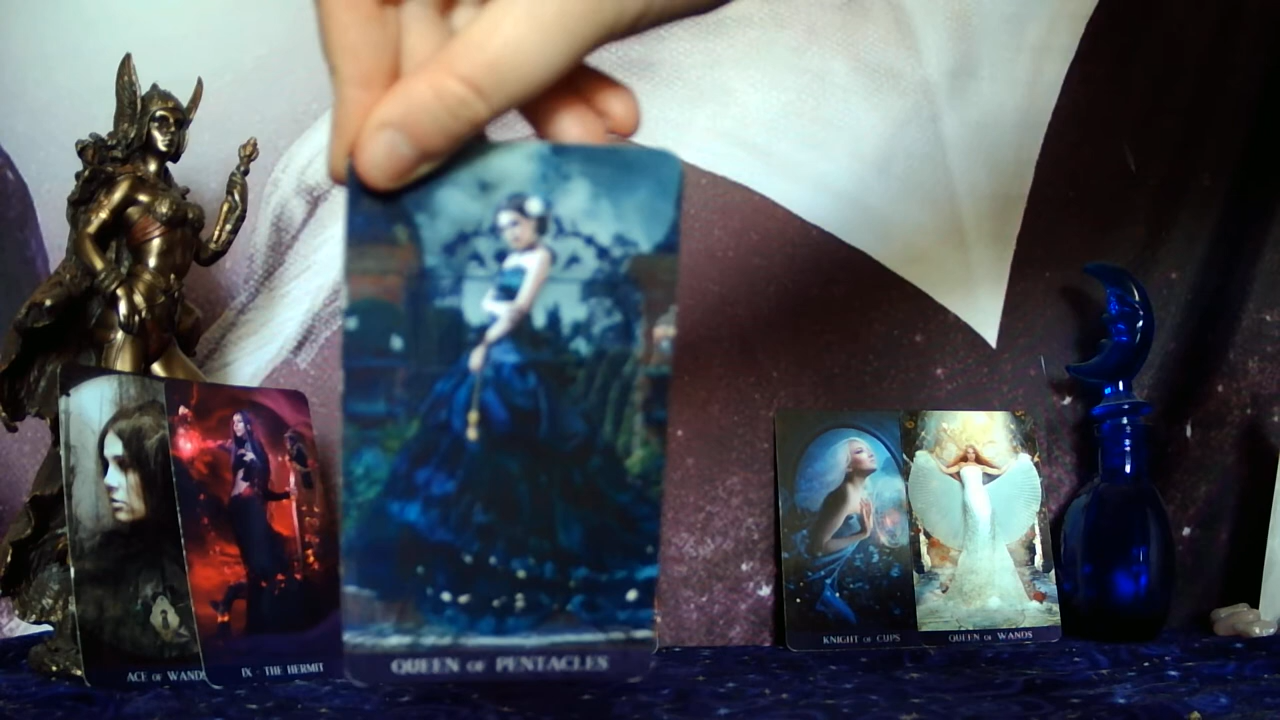 ACE OF WANDS
IX · THE HERMIT
QUEEN OF PENTACLES
KNIGHT OF CUPS
QUEEN OF WANDS